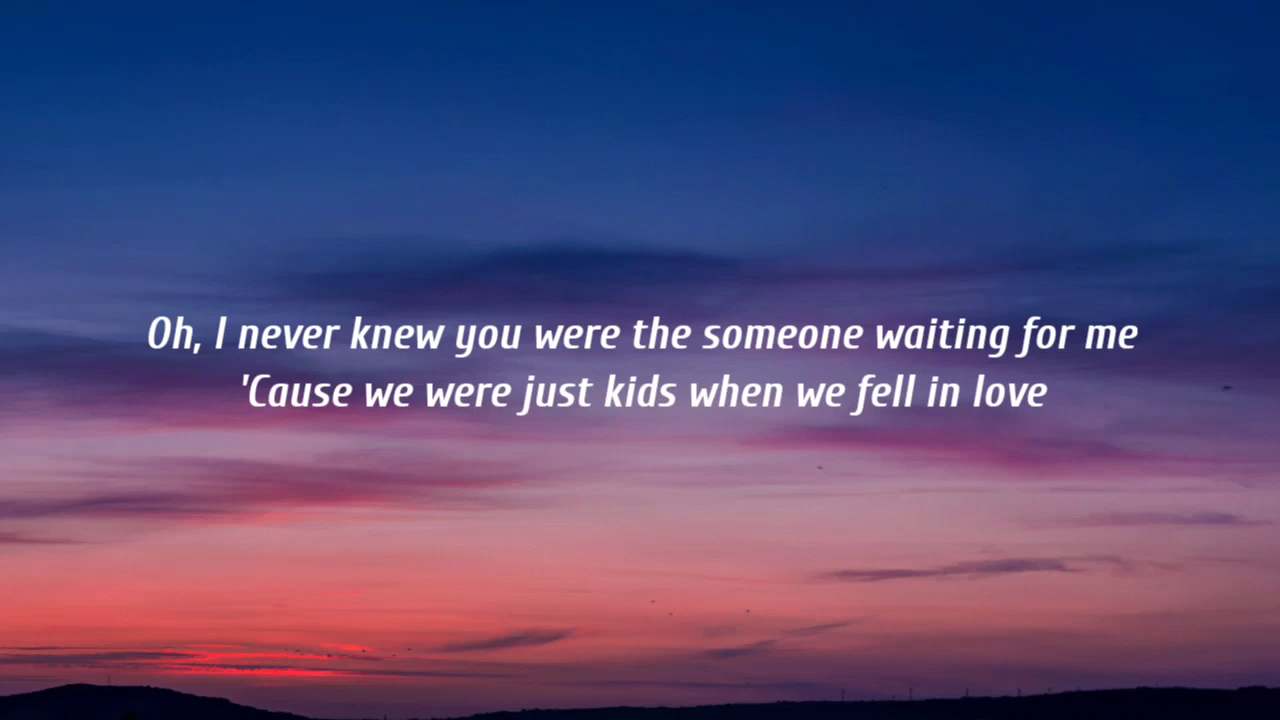 Oh, I never knew you were the someone waiting for me
'Cause we were just kids when we fell in love